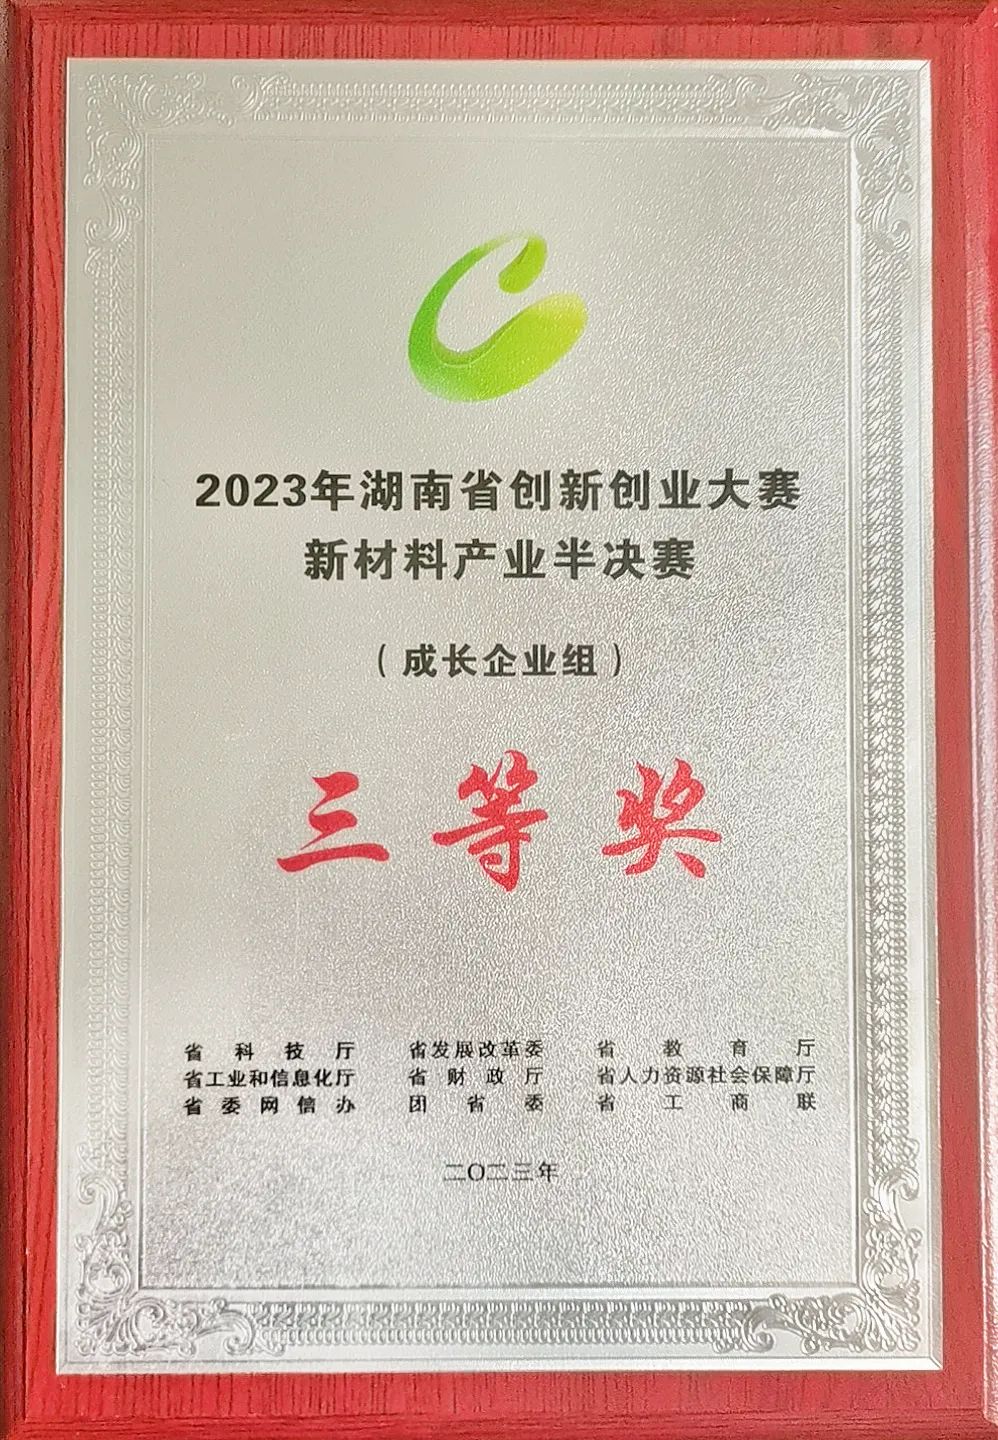 2023年湖南省创新创业大赛
新材料产业半决赛
（成长企业组）
三等奖
省科技厅 省发展改革委 省教育厅
省工业和信息化厅 省财政厅 省人力资源社会保障厅
省委网信办 团省委 省工商联
二〇二三年